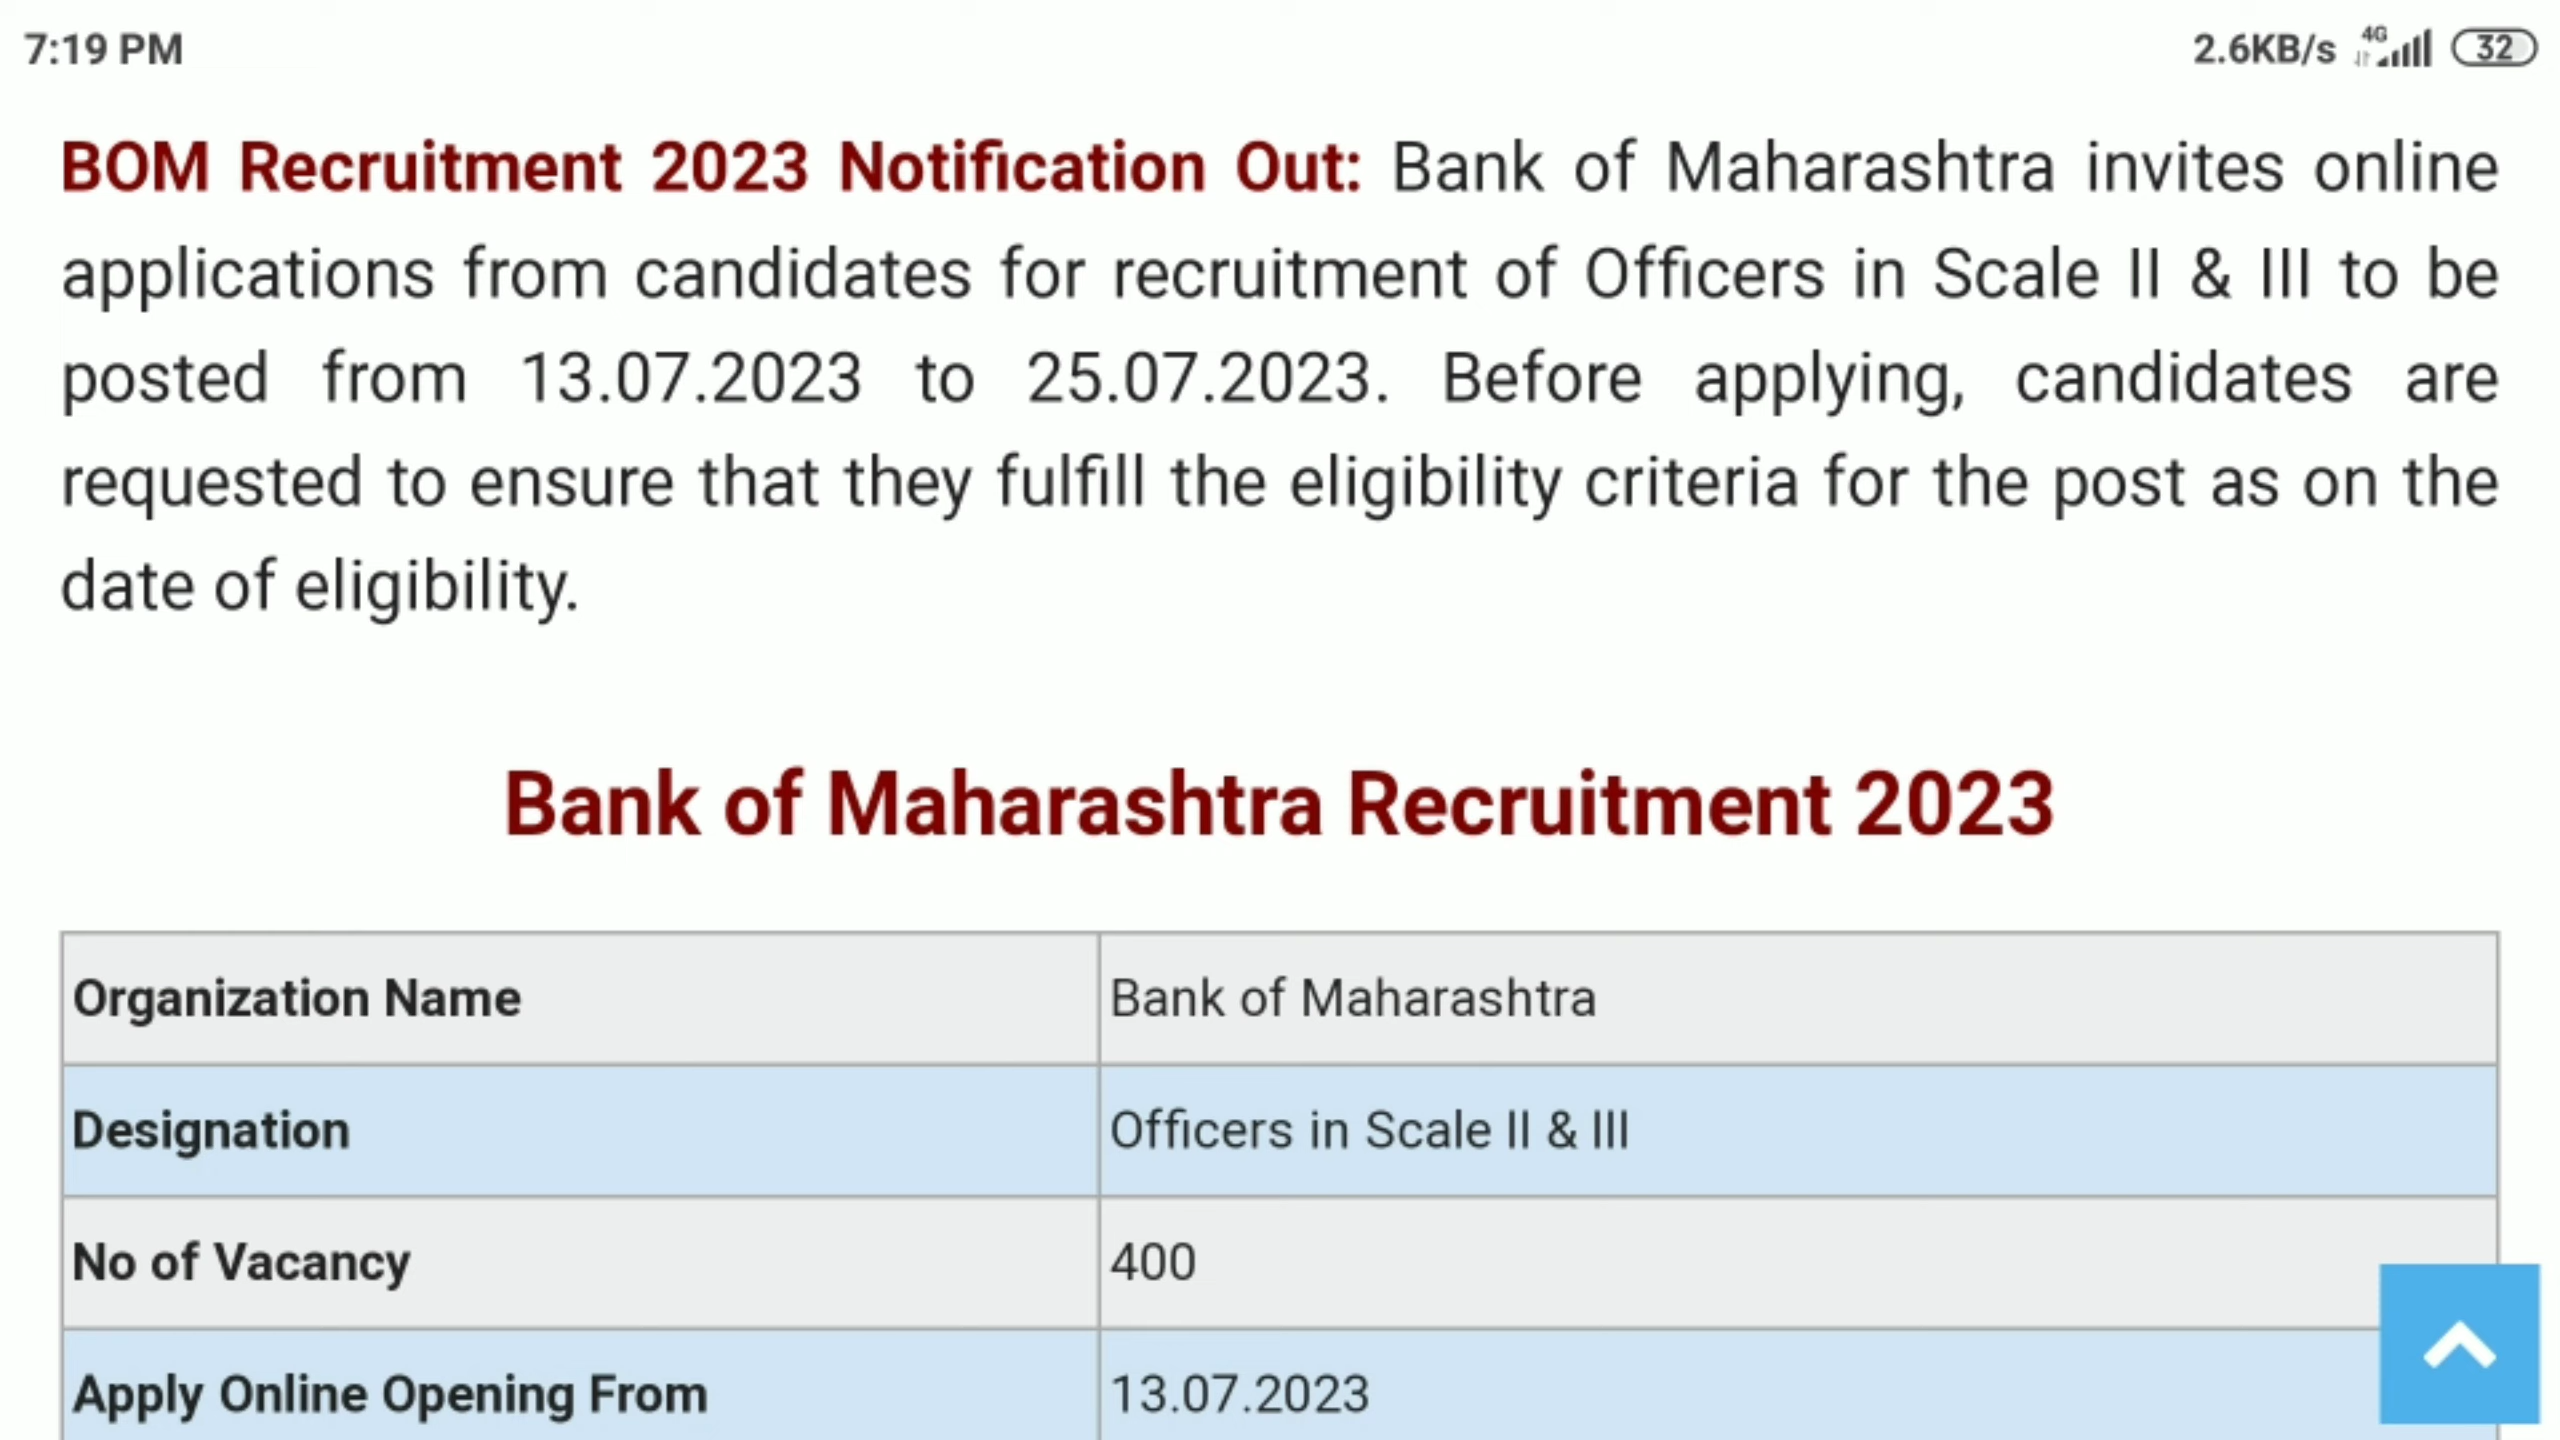 7:19 PM 2.6KB/s 4G 32
BOM Recruitment 2023 Notification Out: Bank of Maharashtra invites online
applications from candidates for recruitment of Officers in Scale II & III to be
posted from 13.07.2023 to 25.07.2023. Before applying, candidates are
requested to ensure that they fulfill the eligibility criteria for the post as on the
date of eligibility.
Bank of Maharashtra Recruitment 2023
Organization Name Bank of Maharashtra
Designation Officers in Scale II & III
No of Vacancy 400
Apply Online Opening From 13.07.2023